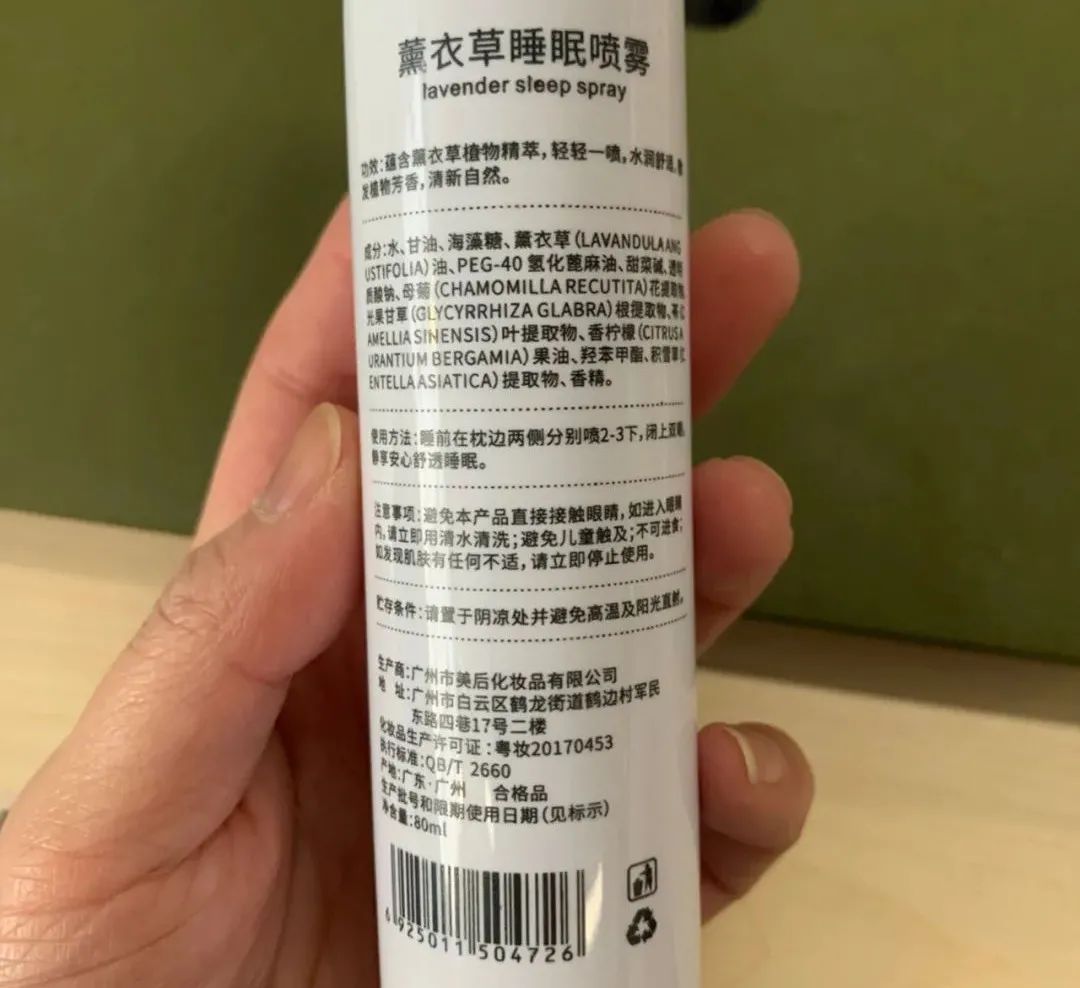 薰衣草睡眠喷雾
lavender sleep spray
功效：蕴含薰衣草植物精萃，轻轻一喷，水润舒适，散
发植物芳香，清新自然。
成分：水、甘油、海藻糖、薰衣草（LAVANDULA ANG
USTIFOLIA）油、PEG-40 氢化蓖麻油、甜菜碱、透明
质酸钠、母菊（CHAMOMILLA RECUTITA）花提取物、
光果甘草（GLYCYRRHIZA GLABRA）根提取物、茶（C
AMELLIA SINENSIS）叶提取物、香柠檬（CITRUS A
URANTIUM BERGAMIA）果油、羟苯甲酯、积雪草（C
ENTELLA ASIATICA）提取物、香精。
使用方法：睡前在枕边两侧分别喷2-3下，闭上双眼，
静享安心舒透睡眠。
注意事项：避免本产品直接接触眼睛，如进入眼睛
内，请立即用清水清洗；避免儿童触及；不可进食；
如发现肌肤有任何不适，请立即停止使用。
贮存条件：请置于阴凉处并避免高温及阳光直射。
生产商：广州市美后化妆品有限公司
地 址：广州市白云区鹤龙街道鹤边村军民
东路四巷17号二楼
化妆品生产许可证：粤妆20170453
执行标准：QB/T 2660
产地：广东·广州 合格品
生产批号和限期使用日期（见标示）
净含量：80ml
6925011504726